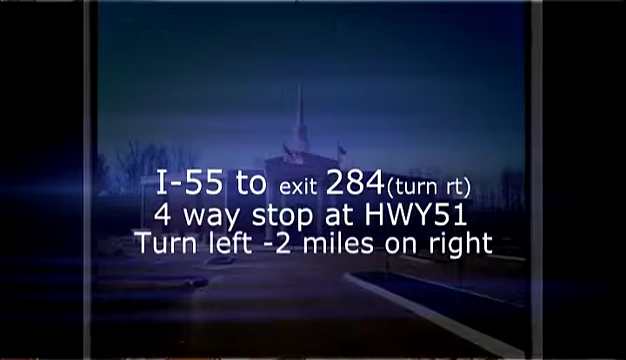 I-55 to exit 284(turn rt)
4 way stop at HWY51
Turn left -2 miles on right